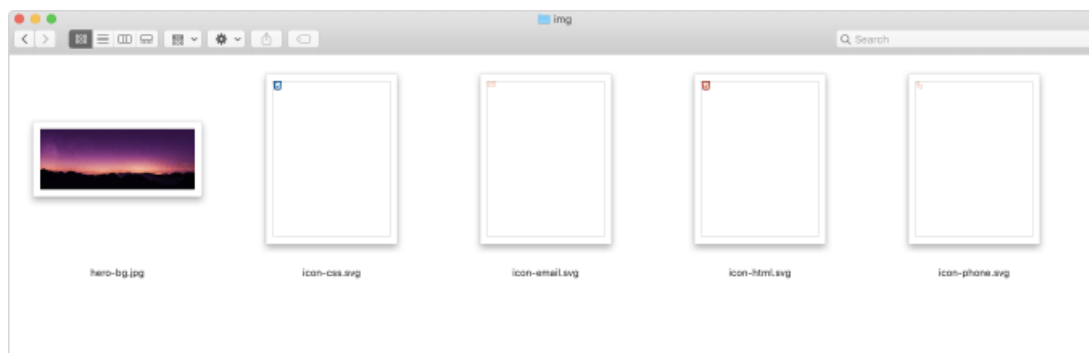 img
Search
hero-bg.jpg
icon-css.svg
icon-email.svg
icon-html.svg
icon-phone.svg